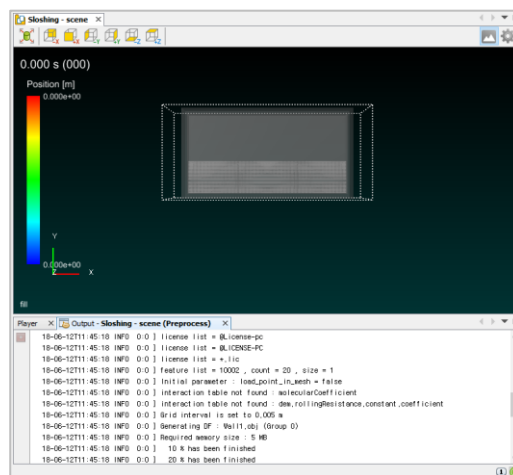 Sloshing - scene
0.000 s (000)
Position [m]
0.000e+00
Y
0.000e+00
Z
X
fill
Player
Output - Sloshing - scene (Preprocess)
18-06-12T11:45:18 INFO 0:0 ] license list = @License-pc
18-06-12T11:45:18 INFO 0:0 ] license list = @LICENSE-PC
18-06-12T11:45:18 INFO 0:0 ] license list = *.lic
18-06-12T11:45:18 INFO 0:0 ] feature list = 10002 , count = 20 , size = 1
18-06-12T11:45:18 INFO 0:0 ] Initial parameter : load_point_in_mesh = false
18-06-12T11:45:18 INFO 0:0 ] interaction table not found : molecularCoefficient
18-06-12T11:45:18 INFO 0:0 ] interaction table not found : dem.rollingResistance.constant.coefficient
18-06-12T11:45:18 INFO 0:0 ] Grid interval is set to 0.005 m
18-06-12T11:45:18 INFO 0:0 ] Generating DF : Wall1.obj (Group 0)
18-06-12T11:45:18 INFO 0:0 ] Required memory size : 5 MB
18-06-12T11:45:18 INFO 0:0 ] 10 % has been finished
18-06-12T11:45:18 INFO 0:0 ] 20 % has been finished
1